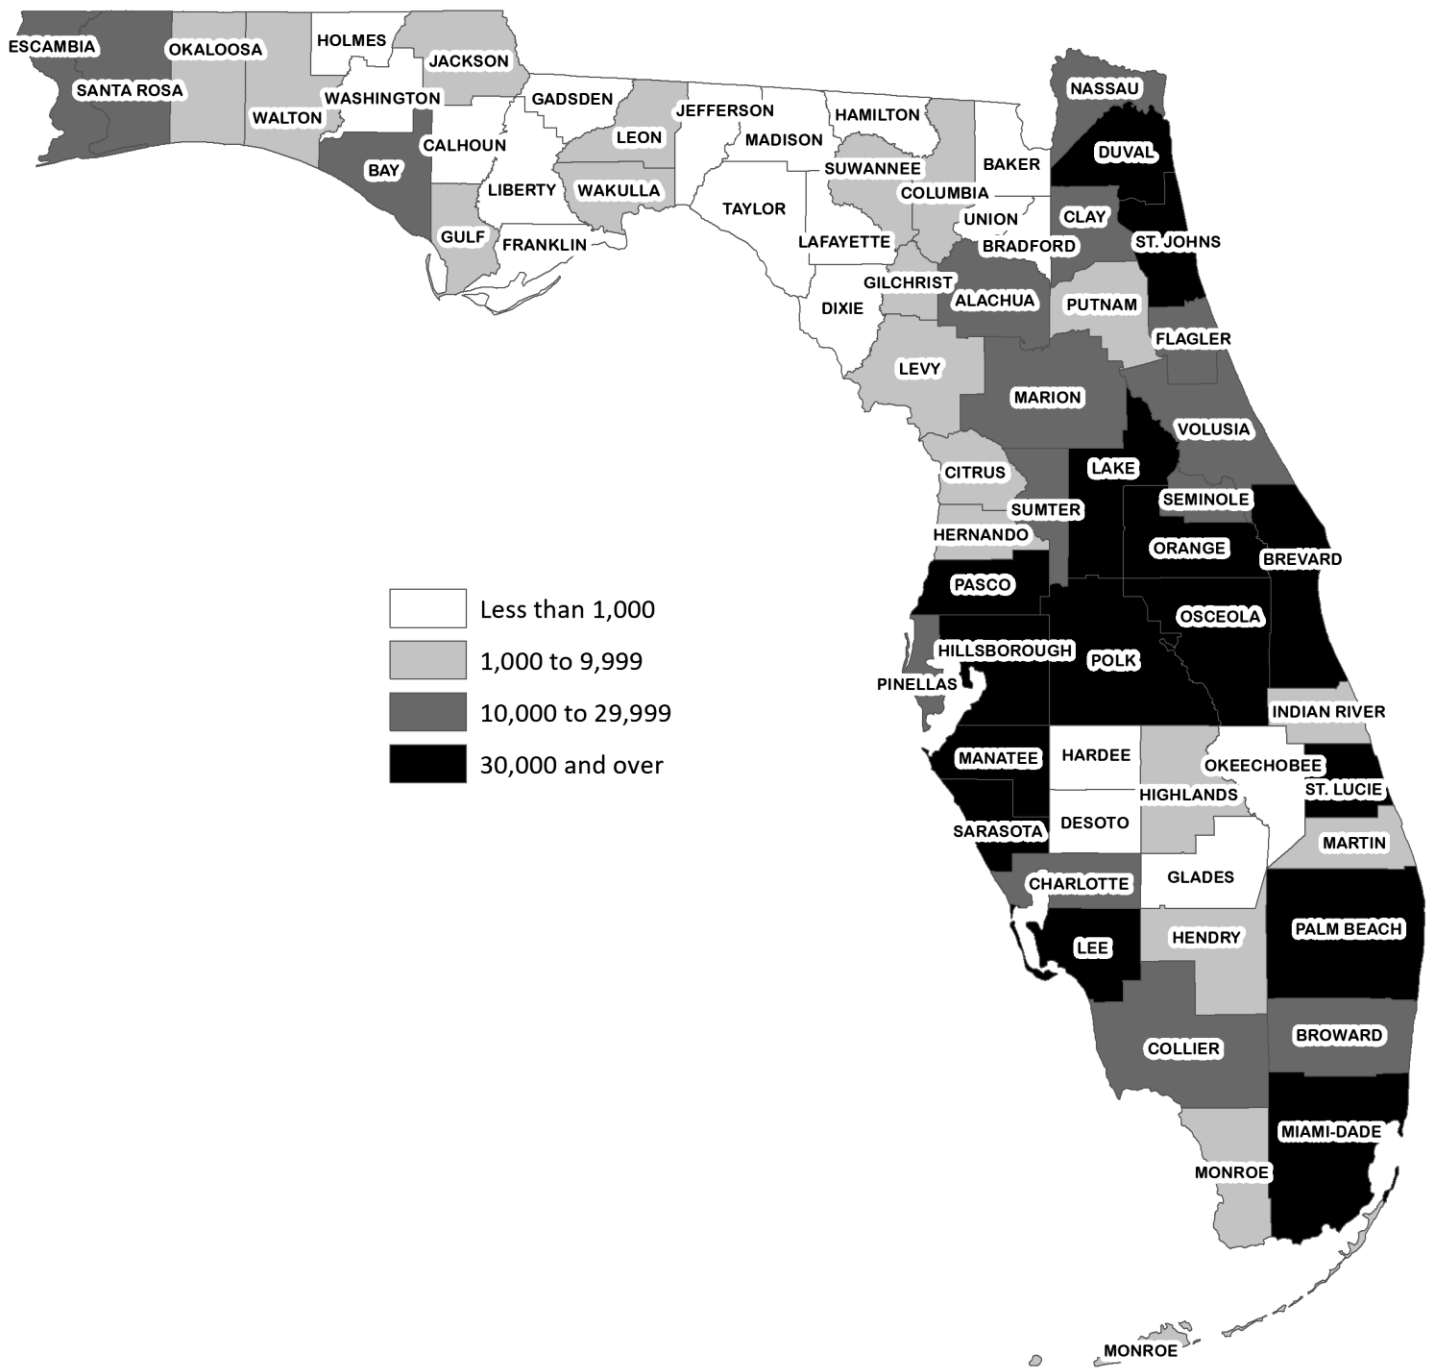 ESCAMBIA
SANTA ROSA
OKALOOSA
WALTON
HOLMES
WASHINGTON
JACKSON
BAY
CALHOUN
GULF
LIBERTY
GADSDEN
FRANKLIN
LEON
WAKULLA
JEFFERSON
MADISON
TAYLOR
HAMILTON
SUWANNEE
LAFAYETTE
DIXIE
COLUMBIA
GILCHRIST
BAKER
UNION
BRADFORD
ALACHUA
LEVY
NASSAU
DUVAL
CLAY
ST. JOHNS
PUTNAM
FLAGLER
MARION
VOLUSIA
CITRUS
LAKE
SUMTER
SEMINOLE
HERNANDO
ORANGE
BREVARD
PASCO
OSCEOLA
HILLSBOROUGH
POLK
PINELLAS
INDIAN RIVER
MANATEE
HARDEE
OKEECHOBEE
HIGHLANDS
ST. LUCIE
SARASOTA
DESOTO
MARTIN
CHARLOTTE
GLADES
LEE
HENDRY
PALM BEACH
COLLIER
BROWARD
MIAMI-DADE
MONROE
MONROE
Less than 1,000
1,000 to 9,999
10,000 to 29,999
30,000 and over